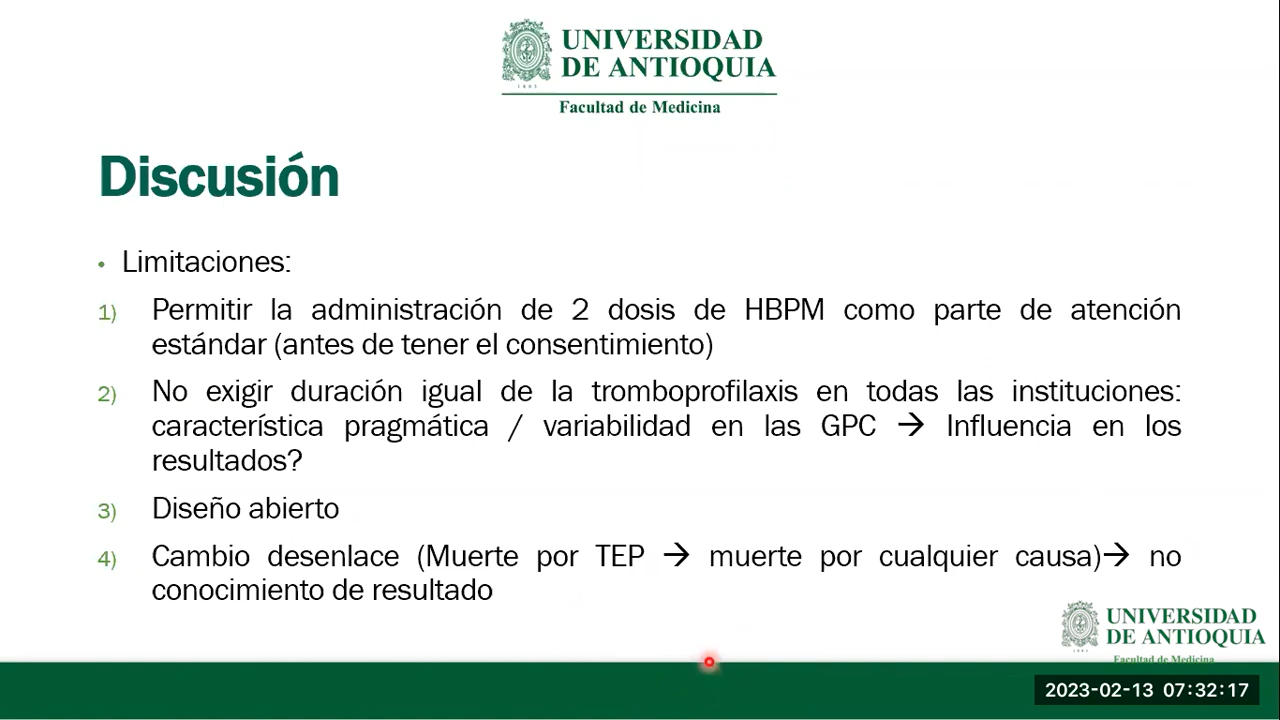 UNIVERSIDAD
DE ANTIOQUIA
1803
Facultad de Medicina
Discusión
• Limitaciones:
1) Permitir la administración de 2 dosis de HBPM como parte de atención
estándar (antes de tener el consentimiento)
2) No exigir duración igual de la tromboprofilaxis en todas las instituciones:
característica pragmática / variabilidad en las GPC → Influencia en los
resultados?
3) Diseño abierto
4) Cambio desenlace (Muerte por TEP → muerte por cualquier causa)→ no
conocimiento de resultado
UNIVERSIDAD
DE ANTIOQUIA
1803
Facultad de Medicina
2023-02-13 07:32:17